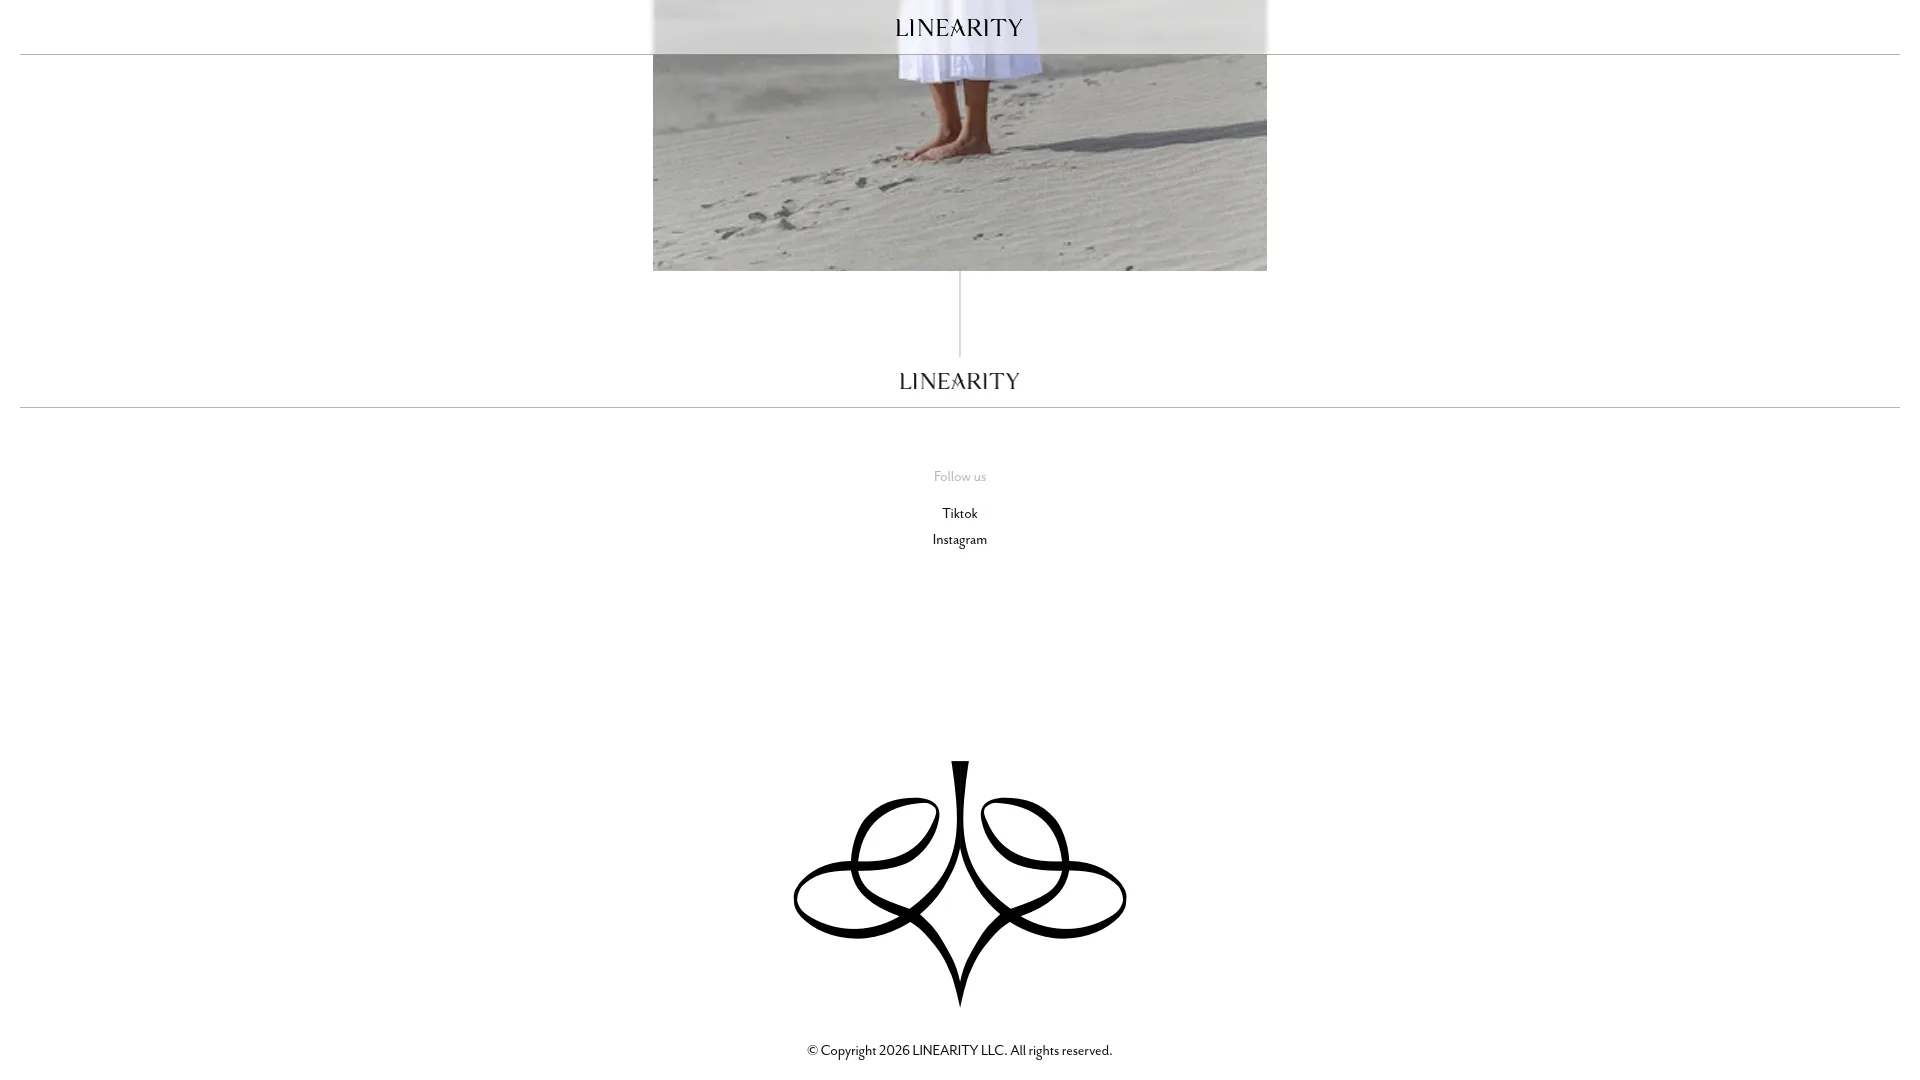 LINEARITY
LINEARITY
Follow us
Tiktok
Instagram
© Copyright 2026 LINEARITY LLC. All rights reserved.